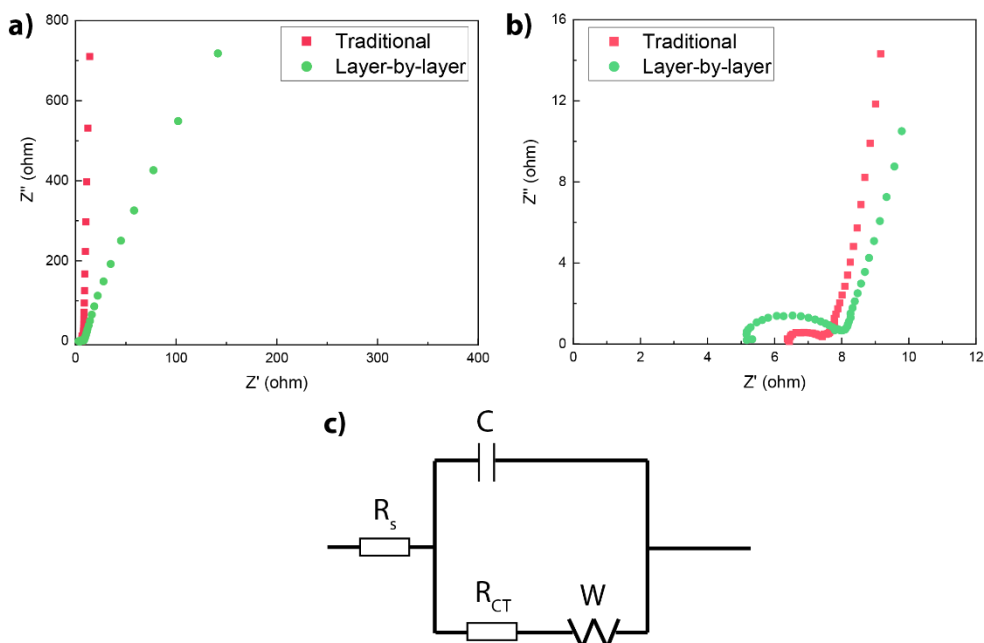 a)
800
600
400
200
0
0
100
200
300
400
Z'' (ohm)
Z' (ohm)
Traditional
Layer-by-layer
b)
16
12
8
4
0
0
2
4
6
8
10
12
Z'' (ohm)
Z' (ohm)
Traditional
Layer-by-layer
c)
C
Rs
RCT
W